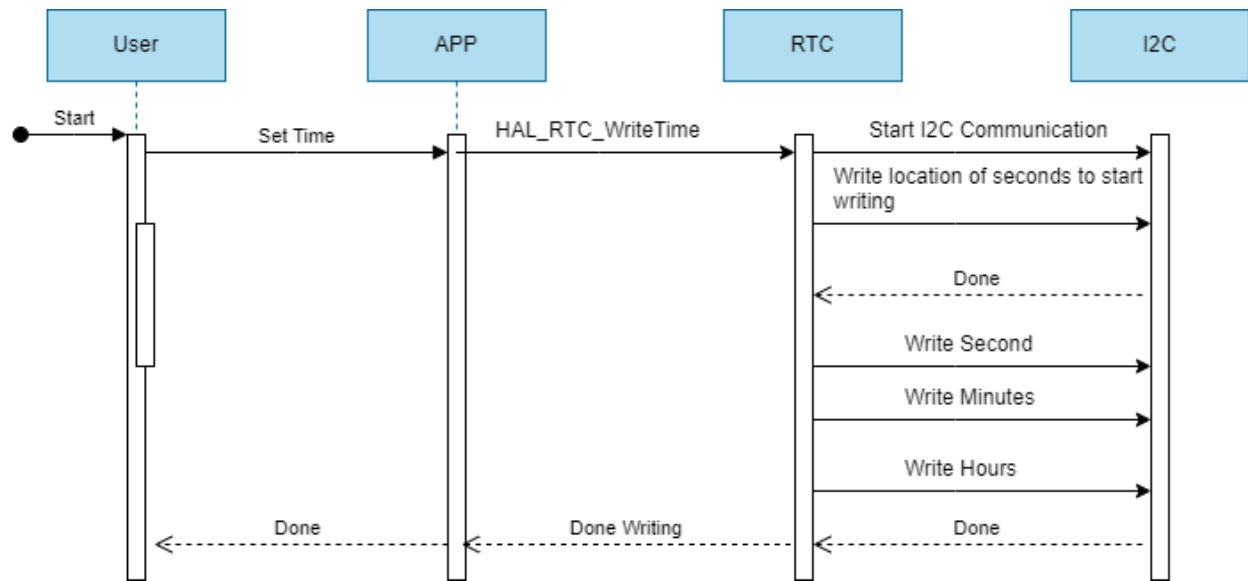 User
APP
RTC
I2C
Start
Set Time
HAL_RTC_WriteTime
Start I2C Communication
Write location of seconds to start
writing
Done
Write Second
Write Minutes
Write Hours
Done
Done Writing
Done